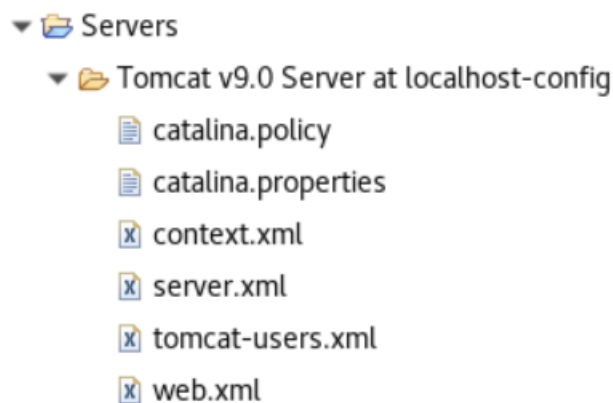 Servers
Tomcat v9.0 Server at localhost-config
catalina.policy
catalina.properties
context.xml
server.xml
tomcat-users.xml
web.xml